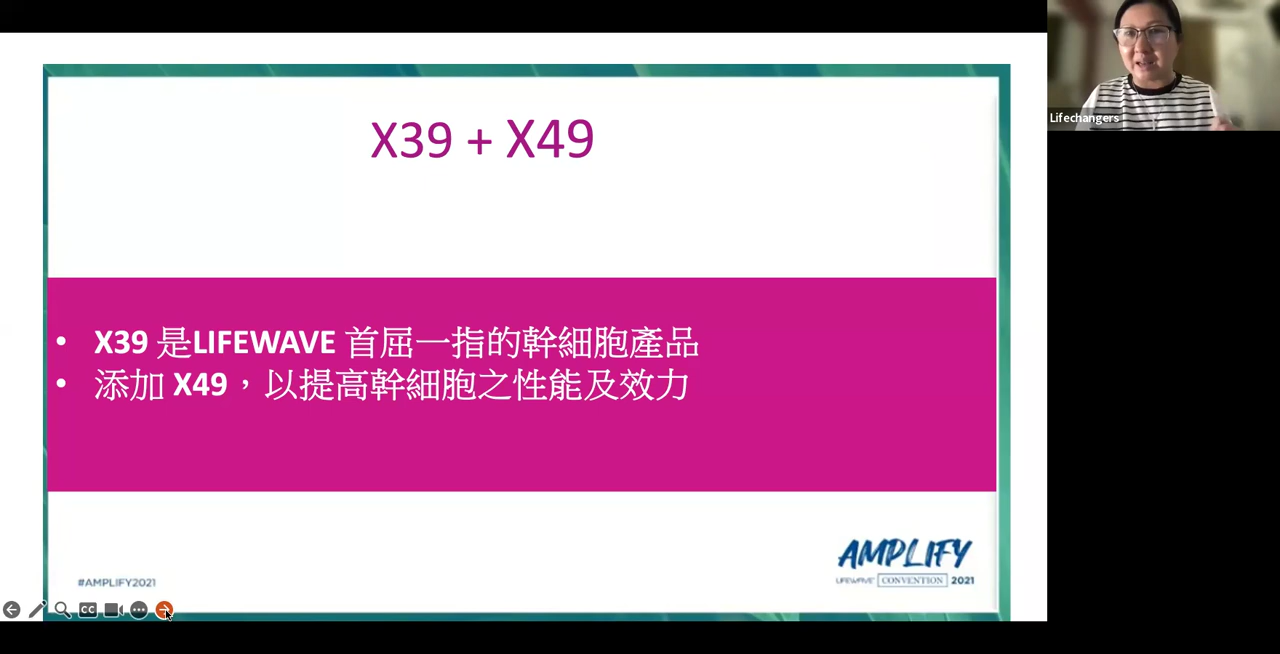 X39 + X49
• X39 是LIFEWAVE 首屈一指的幹細胞產品
• 添加 X49，以提高幹細胞之性能及效力
#AMPLIFY2021
AMPLIFY
LIFEWAVE CONVENTION 2021
CC
Lifechangers